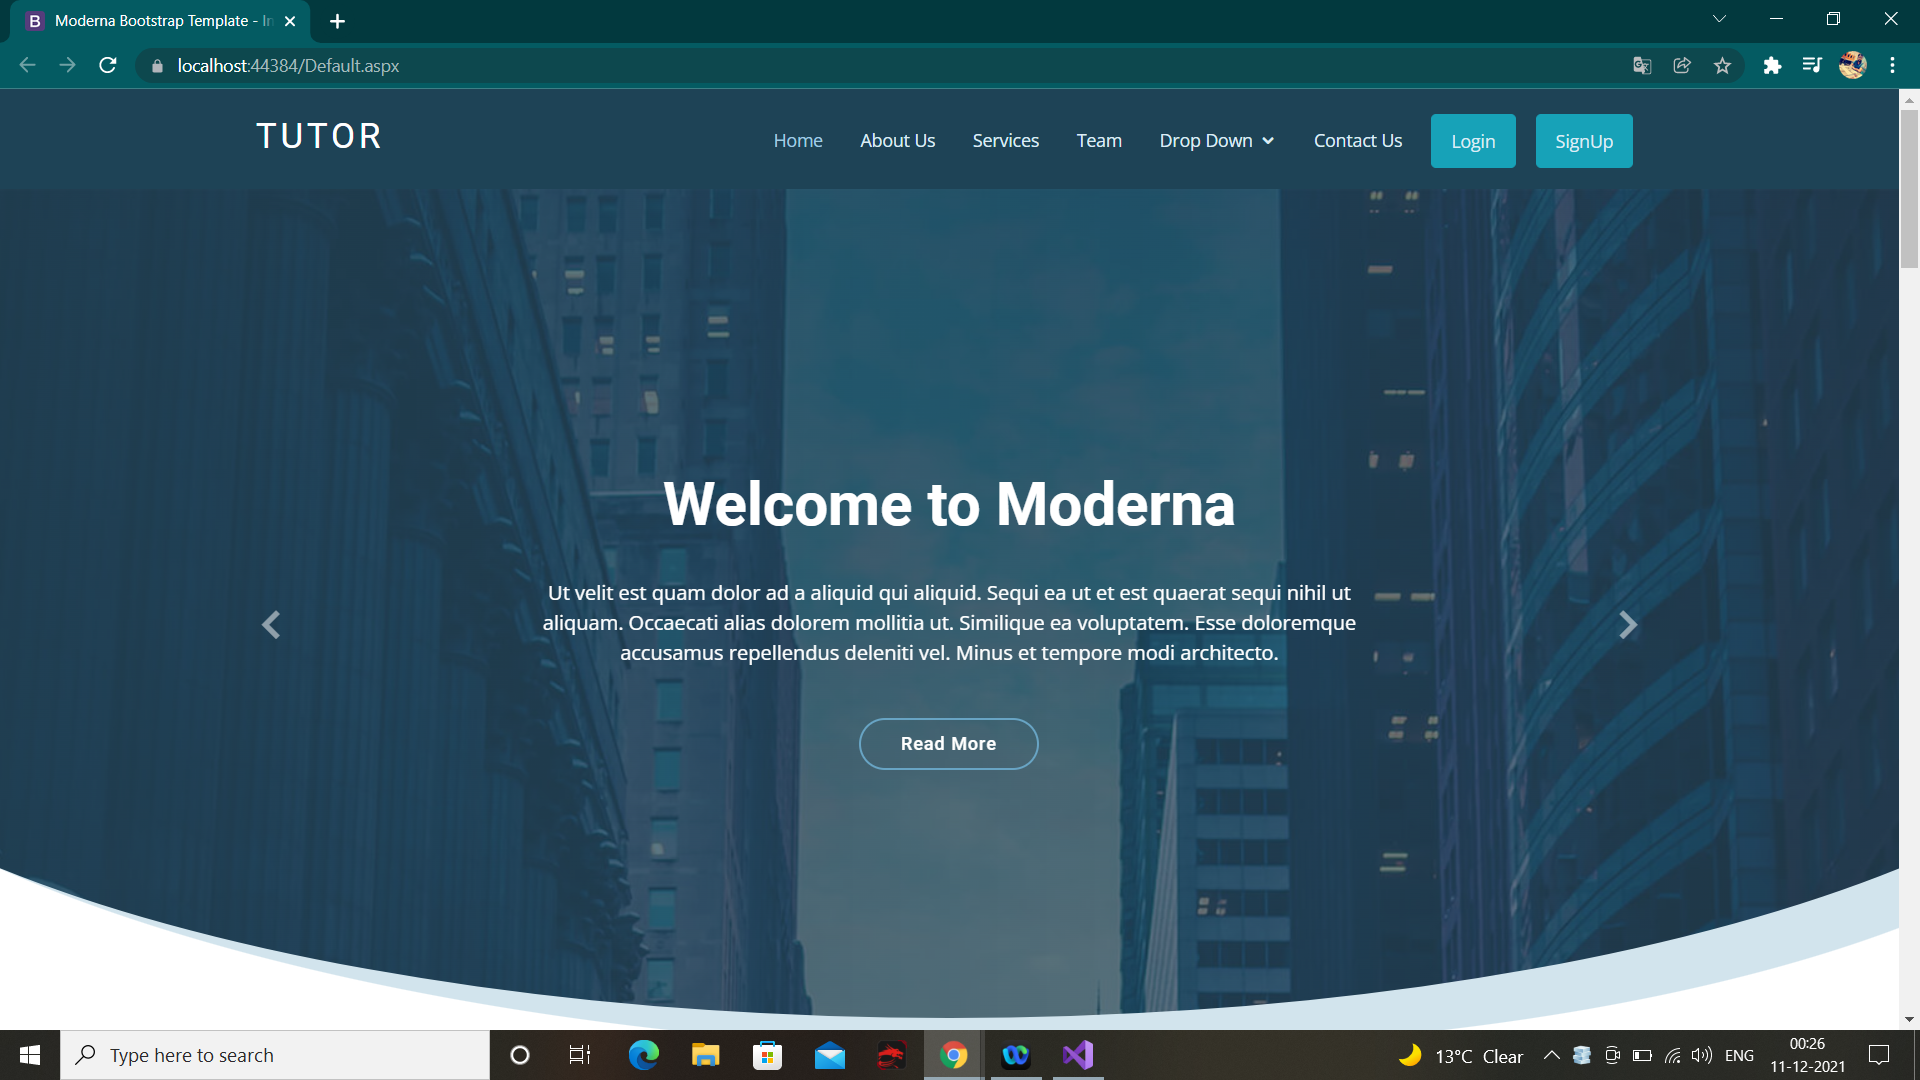 Moderna Bootstrap Template - In
localhost:44384/Default.aspx
TUTOR
Home About Us Services Team Drop Down Contact Us Login SignUp
Welcome to Moderna
Ut velit est quam dolor ad a aliquid qui aliquid. Sequi ea ut et est quaerat sequi nihil ut
aliquam. Occaecati alias dolorem mollitia ut. Similique ea voluptatem. Esse doloremque
accusamus repellendus deleniti vel. Minus et tempore modi architecto.
Read More
Type here to search
13°C Clear
ENG
00:26
11-12-2021